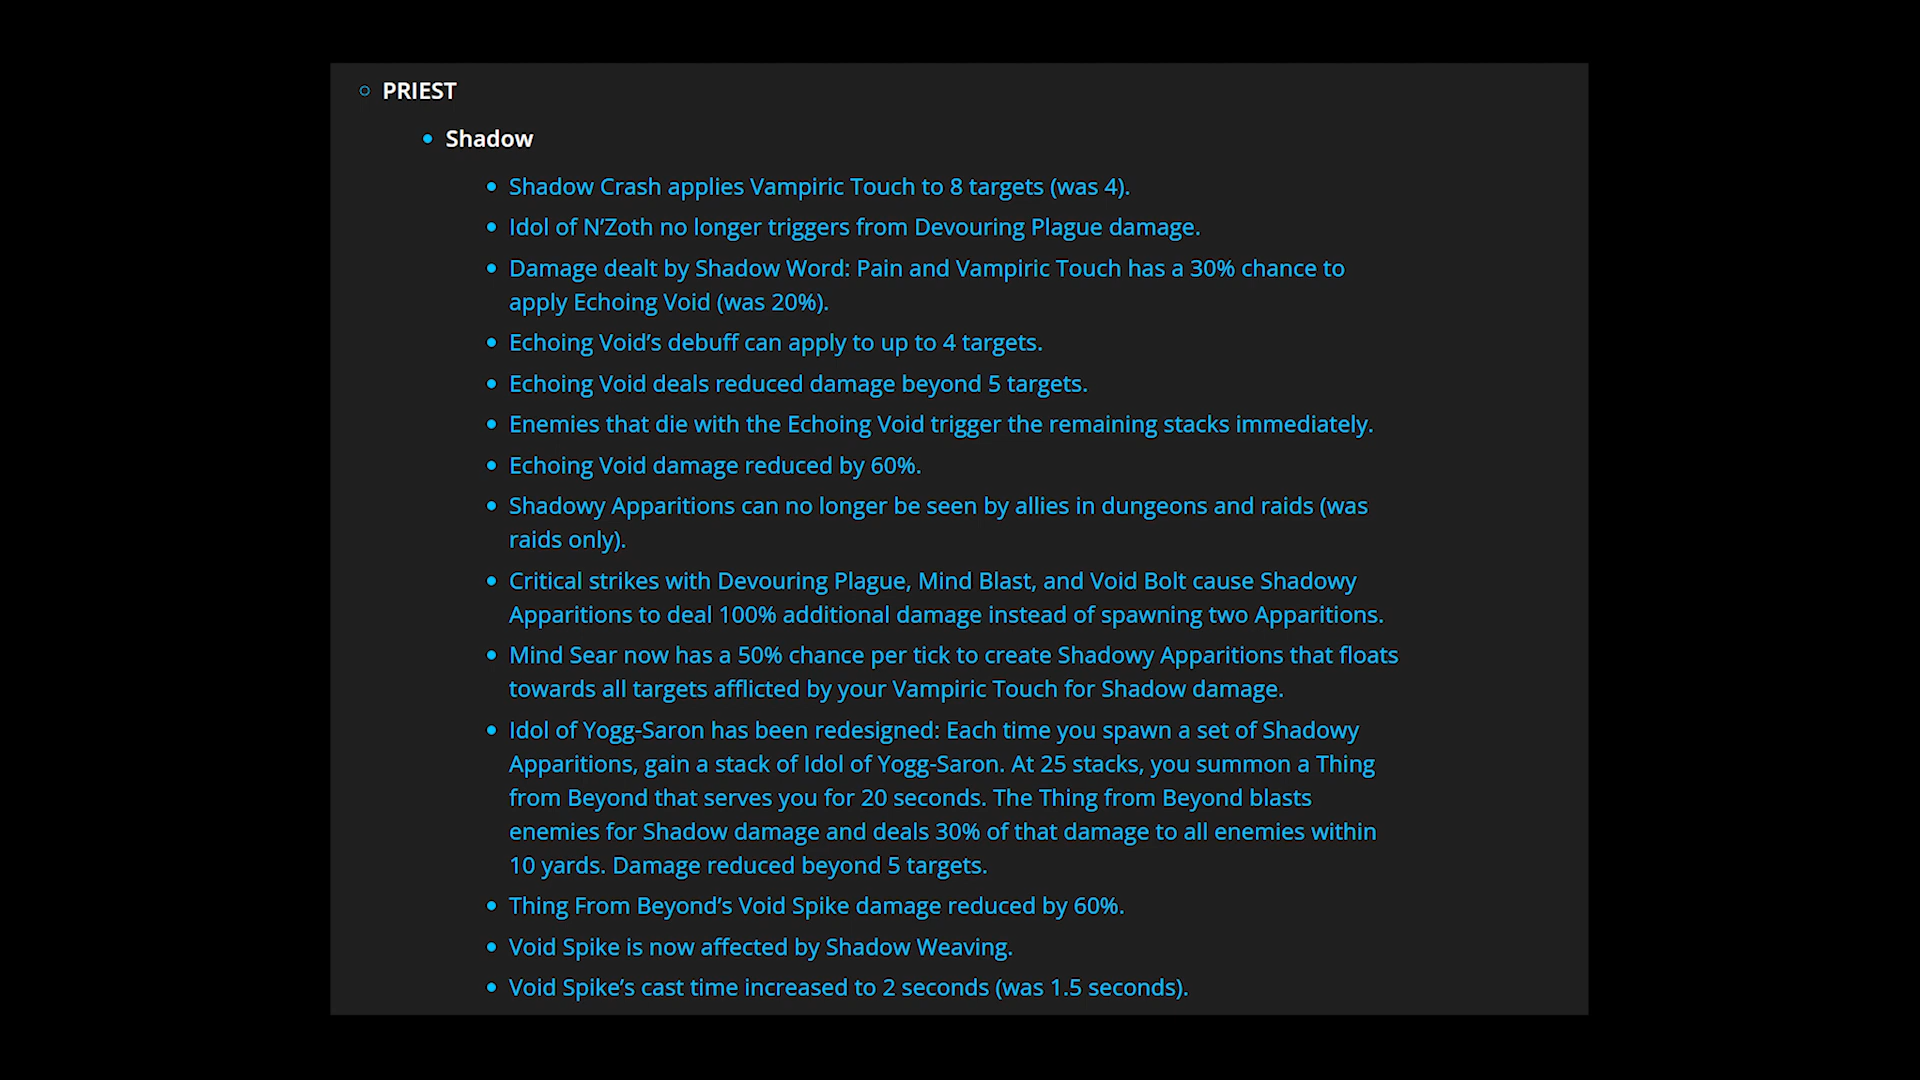 PRIEST
Shadow
Shadow Crash applies Vampiric Touch to 8 targets (was 4).
Idol of N’Zoth no longer triggers from Devouring Plague damage.
Damage dealt by Shadow Word: Pain and Vampiric Touch has a 30% chance to
apply Echoing Void (was 20%).
Echoing Void’s debuff can apply to up to 4 targets.
Echoing Void deals reduced damage beyond 5 targets.
Enemies that die with the Echoing Void trigger the remaining stacks immediately.
Echoing Void damage reduced by 60%.
Shadowy Apparitions can no longer be seen by allies in dungeons and raids (was
raids only).
Critical strikes with Devouring Plague, Mind Blast, and Void Bolt cause Shadowy
Apparitions to deal 100% additional damage instead of spawning two Apparitions.
Mind Sear now has a 50% chance per tick to create Shadowy Apparitions that floats
towards all targets afflicted by your Vampiric Touch for Shadow damage.
Idol of Yogg-Saron has been redesigned: Each time you spawn a set of Shadowy
Apparitions, gain a stack of Idol of Yogg-Saron. At 25 stacks, you summon a Thing
from Beyond that serves you for 20 seconds. The Thing from Beyond blasts
enemies for Shadow damage and deals 30% of that damage to all enemies within
10 yards. Damage reduced beyond 5 targets.
Thing From Beyond’s Void Spike damage reduced by 60%.
Void Spike is now affected by Shadow Weaving.
Void Spike’s cast time increased to 2 seconds (was 1.5 seconds).